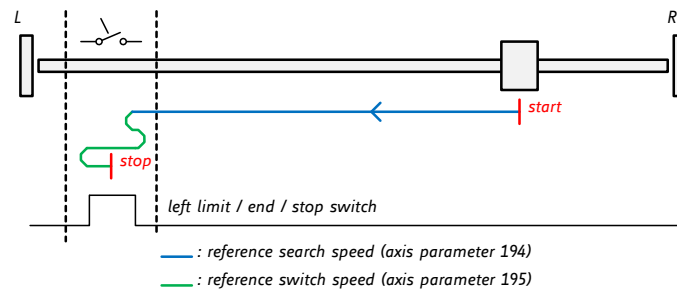 L
R
start
stop
left limit / end / stop switch
: reference search speed (axis parameter 194)
: reference switch speed (axis parameter 195)